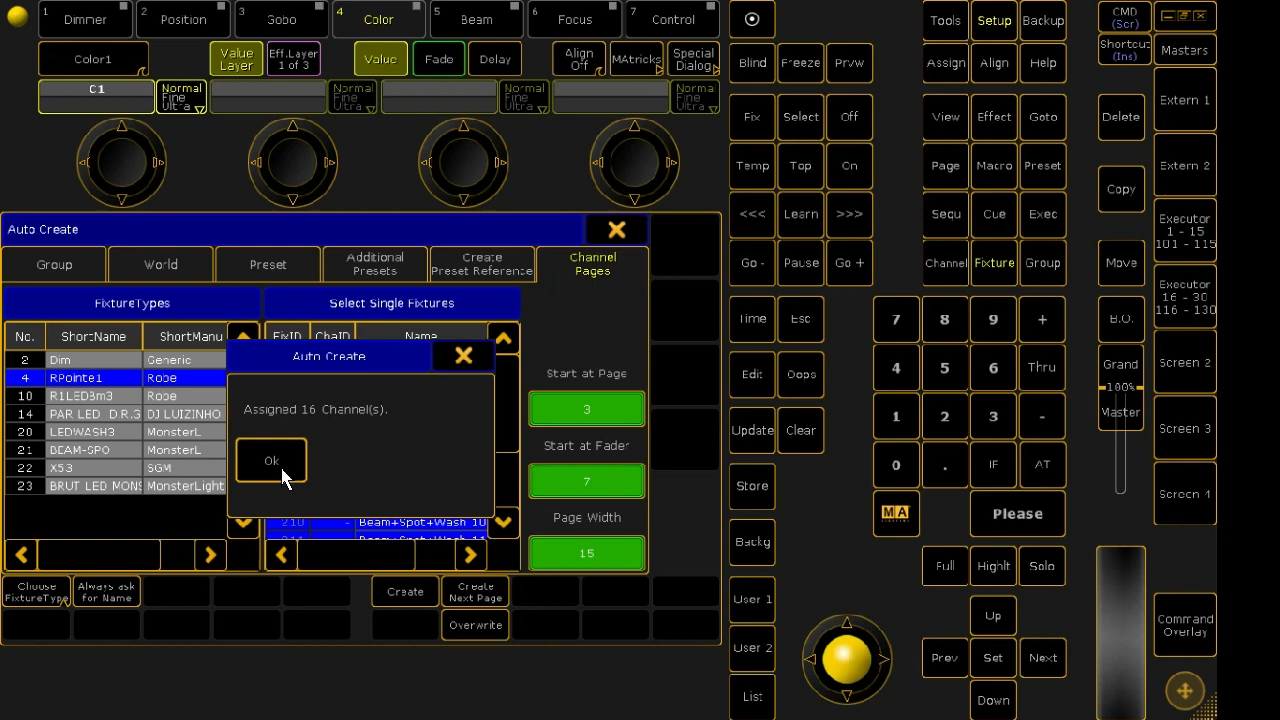 1 Dimmer
2 Position
3 Gobo
4 Color
5 Beam
6 Focus
7 Control
Color1
Value
Layer
Eff.Layer
1 of 3
Value
Fade
Delay
Align
Off
MAtricks
Special
Dialog
C1
Normal
Fine
Ultra
Normal
Fine
Ultra
Normal
Fine
Ultra
Normal
Fine
Ultra
Auto Create
Group
World
Preset
Additional
Presets
Create
Preset Reference
Channel
Pages
FixtureTypes
Select Single Fixtures
No. ShortName ShortManu
FixID ChaID Name
2 Dim Generic
4 RPointe1 Robe
10 R1LEDBm3 Robe
14 PAR LED D.R.G DJ LUIZINHO
20 LEDWASH3 MonsterL
21 BEAM-SPO MonsterL
22 X53 SGM
23 BRUT LED MONS MonsterLight
Auto Create
Assigned 16 Channel(s).
Ok
210 - Beam+Spot+Wash 10
Start at Page
3
Start at Fader
7
Page Width
15
Choose
FixtureType
Always ask
for Name
Create
Create
Next Page
Overwrite
Blind
Freeze
Prvw
Fix
Select
Off
Temp
Top
On
<<<
Learn
>>>
Go -
Pause
Go +
Time
Esc
Edit
Oops
Update
Clear
Store
Backg
User 1
User 2
List
Tools
Setup
Backup
Assign
Align
Help
View
Effect
Goto
Page
Macro
Preset
Sequ
Cue
Exec
Channel
Fixture
Group
7
8
9
+
4
5
6
Thru
1
2
3
-
0
.
IF
AT
MA
Please
Full
Highlt
Solo
Up
Prev
Set
Next
Down
CMD
(Scr)
Shortcut
(Ins)
Masters
Delete
Copy
Move
B.O.
Grand
100%
Master
Extern 1
Extern 2
Executor
1 - 15
101 - 115
Executor
16 - 30
116 - 130
Screen 2
Screen 3
Screen 4
Command
Overlay